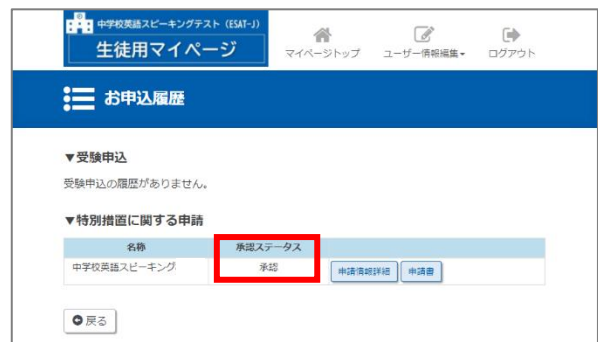 中学校英語スピーキングテスト (ESAT-J)
生徒用マイページ
マイページトップ
ユーザー情報編集
ログアウト
お申込履歴
▼受験申込
受験申込の履歴がありません。
▼特別措置に関する申請
名称 承認ステータス
中学校英語スピーキング 承認 申請情報詳細 申請書
戻る